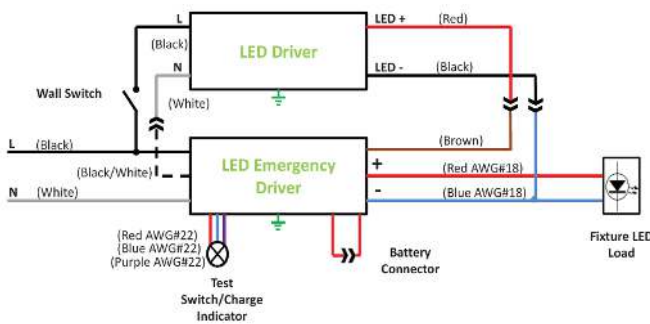 L
LED +
(Red)
(Black)
LED Driver
N
LED -
(Black)
Wall Switch
(White)
L
(Black)
(Brown)
LED Emergency
Driver
+
(Red AWG#18)
(Black/White)
N
(White)
-
(Blue AWG#18)
(Red AWG#22)
(Blue AWG#22)
(Purple AWG#22)
Battery
Connector
Fixture LED
Load
Test
Switch/Charge
Indicator